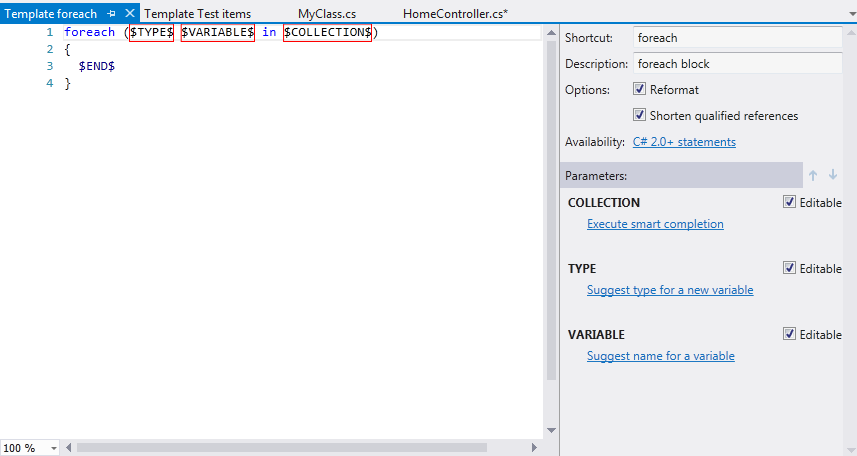 Template foreach Template Test items MyClass.cs HomeController.cs*
1 foreach ($TYPE$ $VARIABLE$ in $COLLECTION$)
2 {
3 $END$
4 }
100 %
Shortcut: foreach
Description: foreach block
Options: Reformat
Shorten qualified references
Availability: C# 2.0+ statements
Parameters:
COLLECTION Editable
Execute smart completion
TYPE Editable
Suggest type for a new variable
VARIABLE Editable
Suggest name for a variable